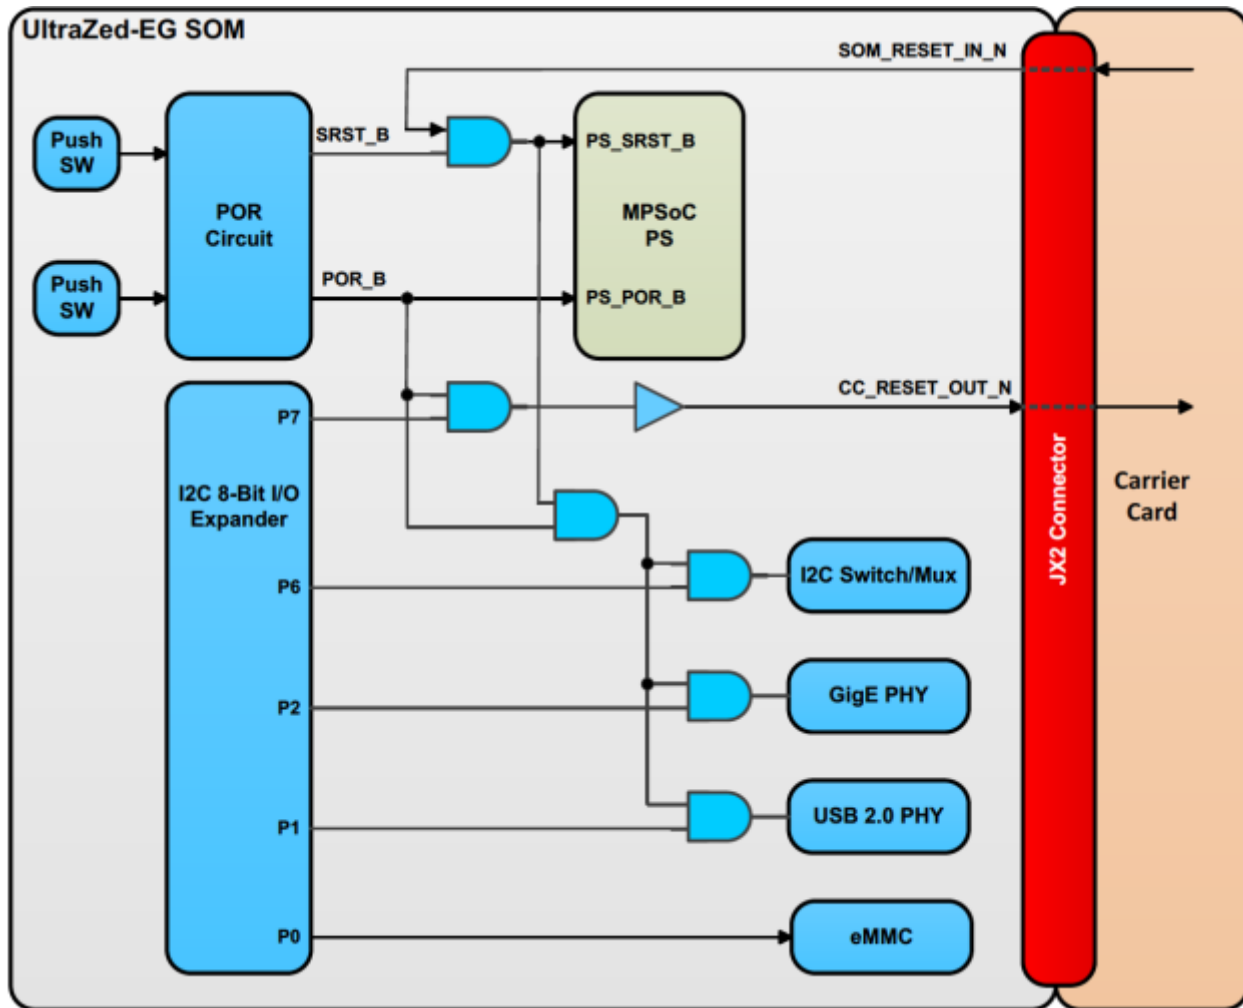 UltraZed-EG SOM
SOM_RESET_IN_N
Push
SW
SRST_B
PS_SRST_B
POR
Circuit
MPSoC
PS
Push
SW
POR_B
PS_POR_B
CC_RESET_OUT_N
P7
I2C 8-Bit I/O
Expander
JX2 Connector
Carrier
Card
P6
I2C Switch/Mux
P2
GigE PHY
P1
USB 2.0 PHY
P0
eMMC